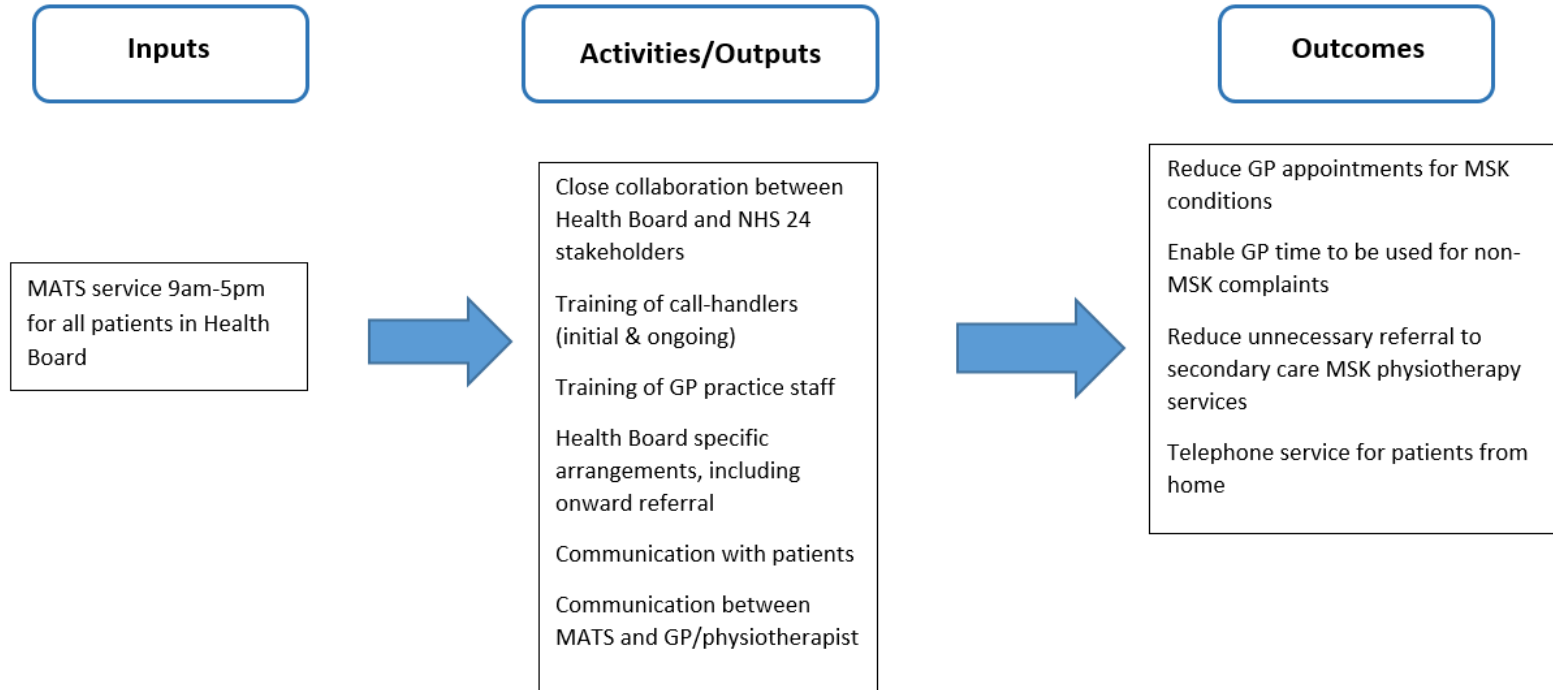 Inputs
Activities/Outputs
Outcomes
MATS service 9am-5pm
for all patients in Health
Board
Close collaboration between
Health Board and NHS 24
stakeholders
Training of call-handlers
(initial & ongoing)
Training of GP practice staff
Health Board specific
arrangements, including
onward referral
Communication with patients
Communication between
MATS and GP/physiotherapist
Reduce GP appointments for MSK
conditions
Enable GP time to be used for non-
MSK complaints
Reduce unnecessary referral to
secondary care MSK physiotherapy
services
Telephone service for patients from
home